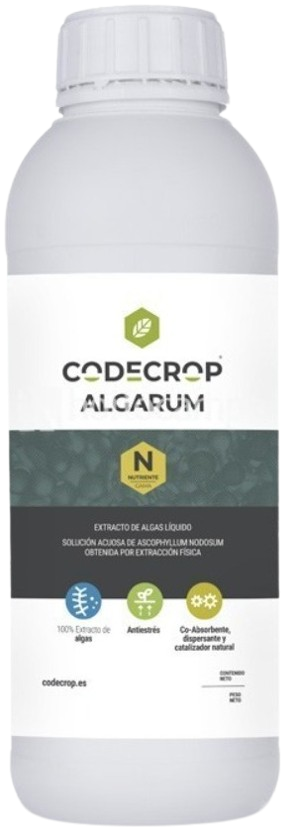 CODECROP
ALGARUM
N
NUTRIENTE
EXTRACTO DE ALGAS LÍQUIDO
SOLUCIÓN ACUOSA DE ASCOPHYLLUM NODOSUM
OBTENIDA POR EXTRACCIÓN FÍSICA
100% Extracto de
algas
Antiestrés
Co-Absorbente,
dispersante y
catalizador natural
codecrop.es
CONTENIDO
NETO
PESO
NETO